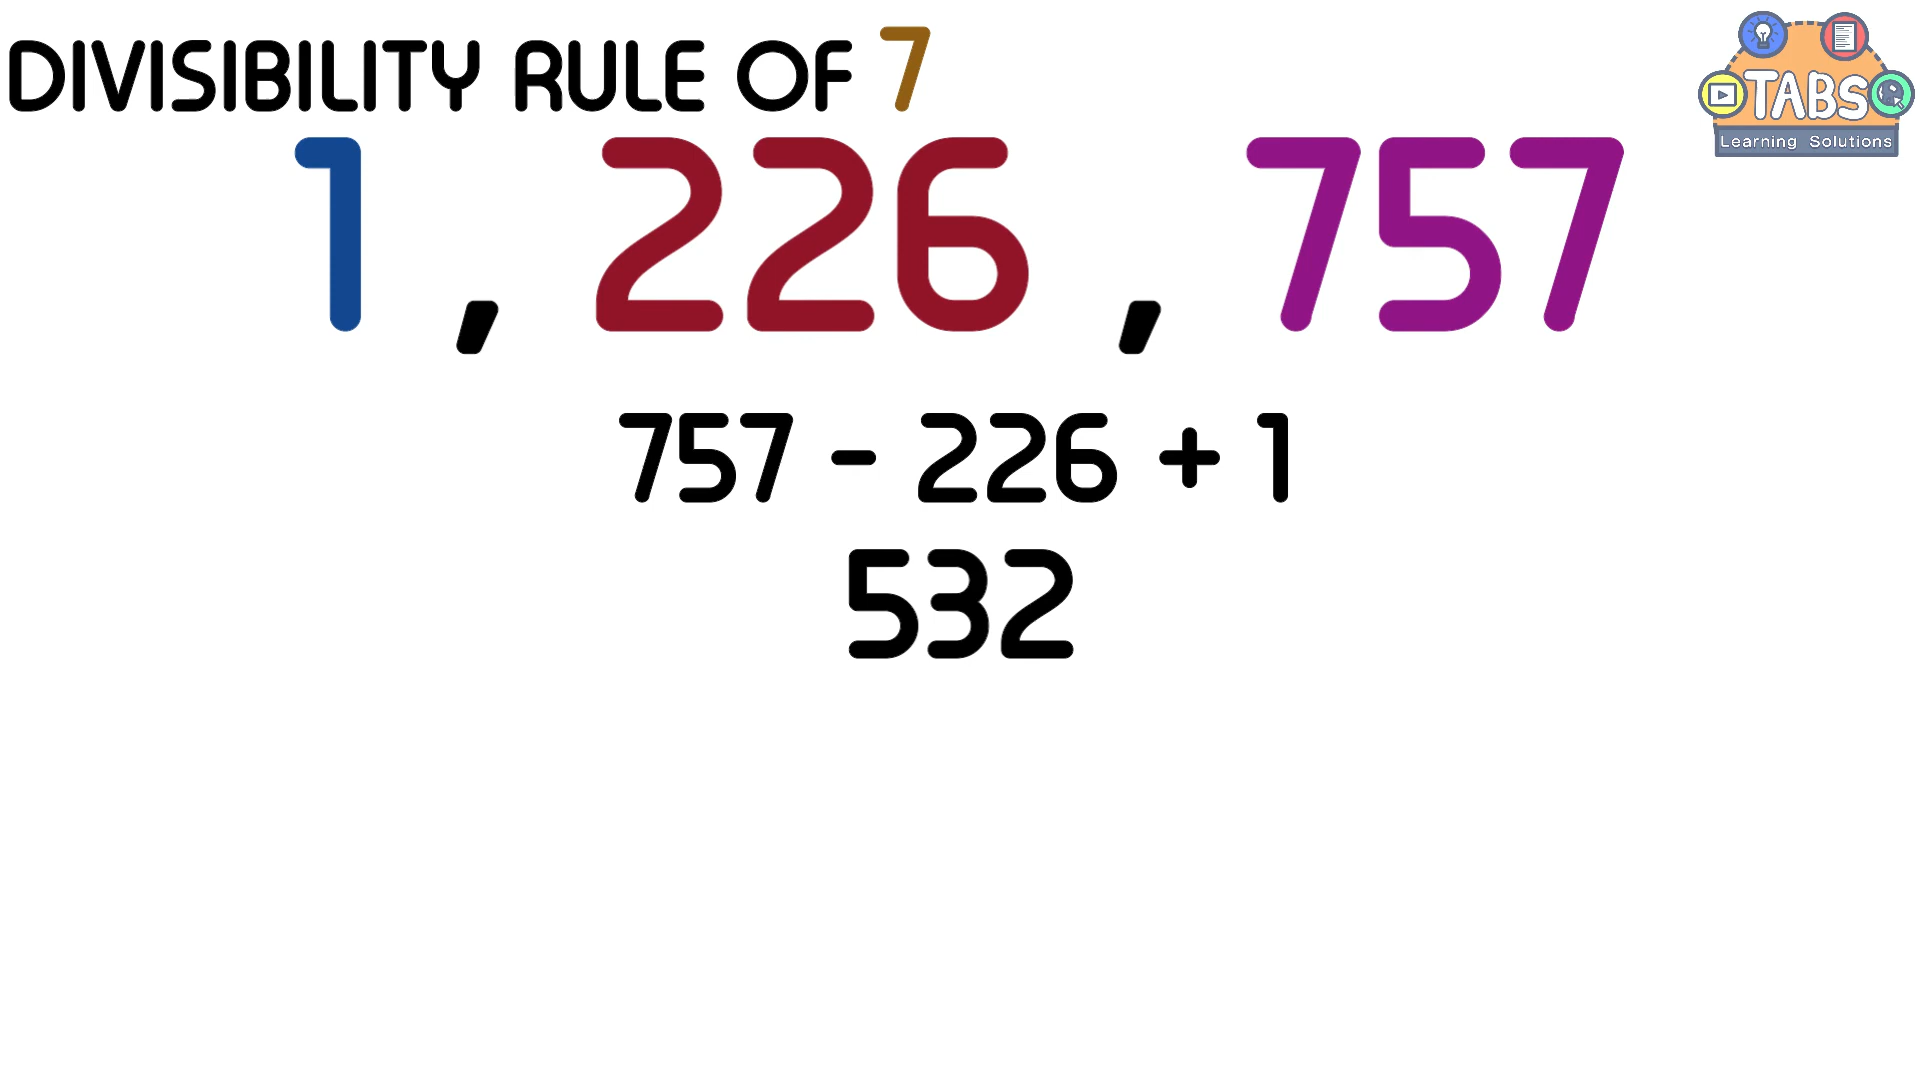 DIVISIBILITY RULE OF 7
TABS
Learning Solutions
1 , 226 , 757
757 - 226 + 1
532